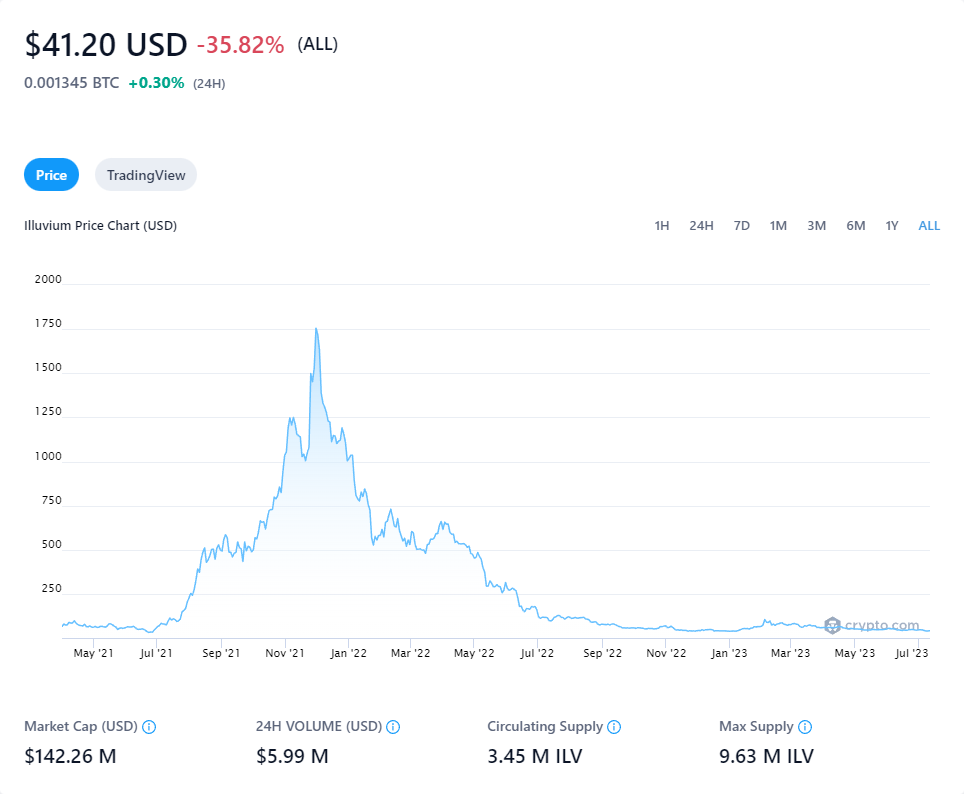 $41.20 USD -35.82% (ALL)
0.001345 BTC +0.30% (24H)
Price TradingView
Illuvium Price Chart (USD) 1H 24H 7D 1M 3M 6M 1Y ALL
2000
1750
1500
1250
1000
750
500
250
crypto.com
May '21 Jul '21 Sep '21 Nov '21 Jan '22 Mar '22 May '22 Jul '22 Sep '22 Nov '22 Jan '23 Mar '23 May '23 Jul '23
Market Cap (USD) 24H VOLUME (USD) Circulating Supply Max Supply
$142.26 M $5.99 M 3.45 M ILV 9.63 M ILV